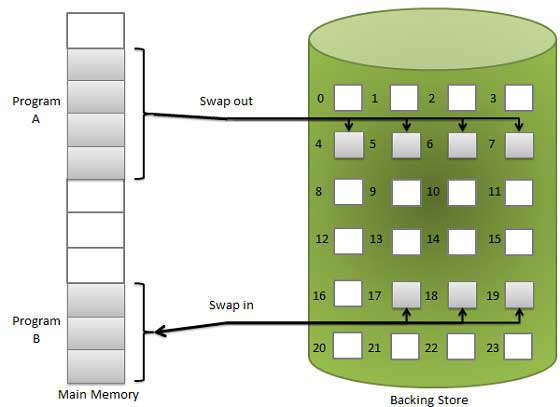 0 1 2 3
Program
A
Swap out
4 5 6 7
8 9 10 11
12 13 14 15
16 17 18 19
Swap in
Program
B
20 21 22 23
Main Memory
Backing Store